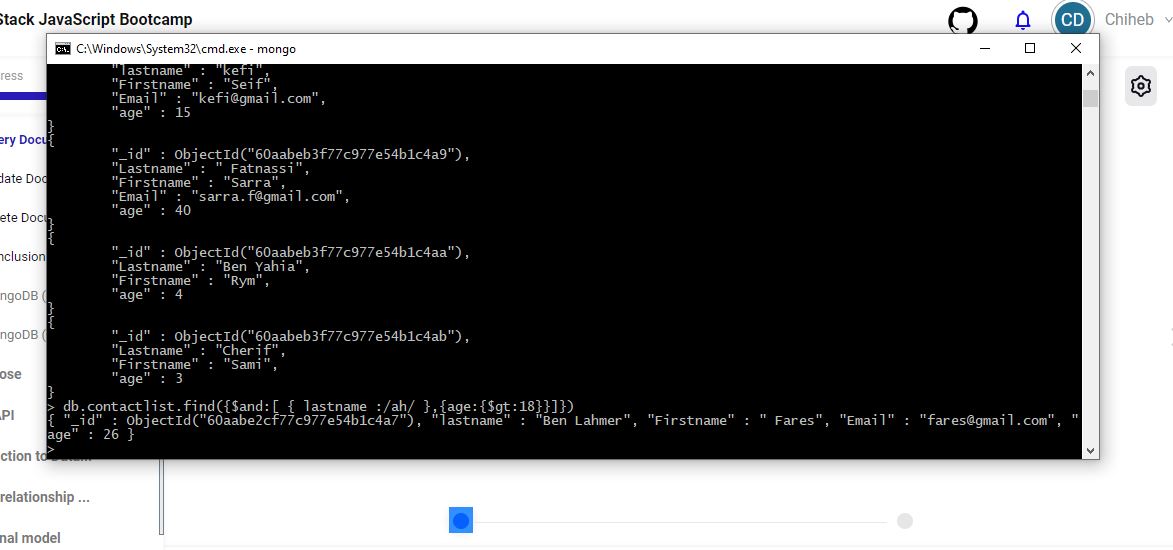 Stack JavaScript Bootcamp
CD
Chiheb
C:\Windows\System32\cmd.exe - mongo
ress
ery Docu
date Doc
ete Docu
nclusion
ngoDB (
ngoDB (
ose
API
ction to Data...
relationship ...
nal model
"lastname" : "kefi",
"Firstname" : "Seif",
"Email" : "kefi@gmail.com",
"age" : 15
}
{
"_id" : ObjectId("60aabeb3f77c977e54b1c4a9"),
"Lastname" : " Fatnassi",
"Firstname" : "Sarra",
"Email" : "sarra.f@gmail.com",
"age" : 40
}
{
"_id" : ObjectId("60aabeb3f77c977e54b1c4aa"),
"Lastname" : "Ben Yahia",
"Firstname" : "Rym",
"age" : 4
}
{
"_id" : ObjectId("60aabeb3f77c977e54b1c4ab"),
"Lastname" : "Cherif",
"Firstname" : "Sami",
"age" : 3
}
> db.contactlist.find({$and:[ { lastname :/ah/ },{age:{$gt:18}}]})
{ "_id" : ObjectId("60aabe2cf77c977e54b1c4a7"), "lastname" : "Ben Lahmer", "Firstname" : " Fares", "Email" : "fares@gmail.com", "
age" : 26 }
>